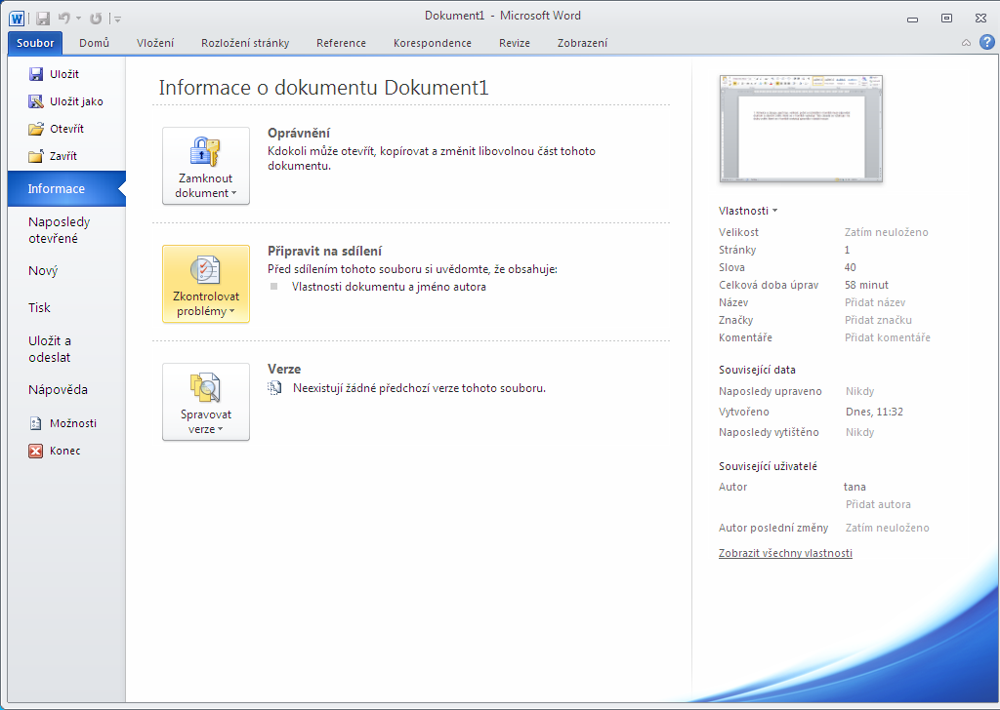 Dokument1 - Microsoft Word
Soubor Domů Vložení Rozložení stránky Reference Korespondence Revize Zobrazení
Uložit
Uložit jako
Otevřít
Zavřít
Informace
Naposledy
otevřené
Nový
Tisk
Uložit a
odeslat
Nápověda
Možnosti
Konec
Informace o dokumentu Dokument1
Zamknout
dokument
Oprávnění
Kdokoli může otevřít, kopírovat a změnit libovolnou část tohoto
dokumentu.
Zkontrolovat
problémy
Připravit na sdílení
Před sdílením tohoto souboru si uvědomte, že obsahuje:
Vlastnosti dokumentu a jméno autora
Spravovat
verze
Verze
Neexistují žádné předchozí verze tohoto souboru.
Vlastnosti
Velikost Zatím neuloženo
Stránky 1
Slova 40
Celková doba úprav 58 minut
Název Přidat název
Značky Přidat značku
Komentáře Přidat komentáře
Související data
Naposledy upraveno Nikdy
Vytvořeno Dnes, 11:32
Naposledy vytištěno Nikdy
Související uživatelé
Autor tana
Přidat autora
Autor poslední změny Zatím neuloženo
Zobrazit všechny vlastnosti